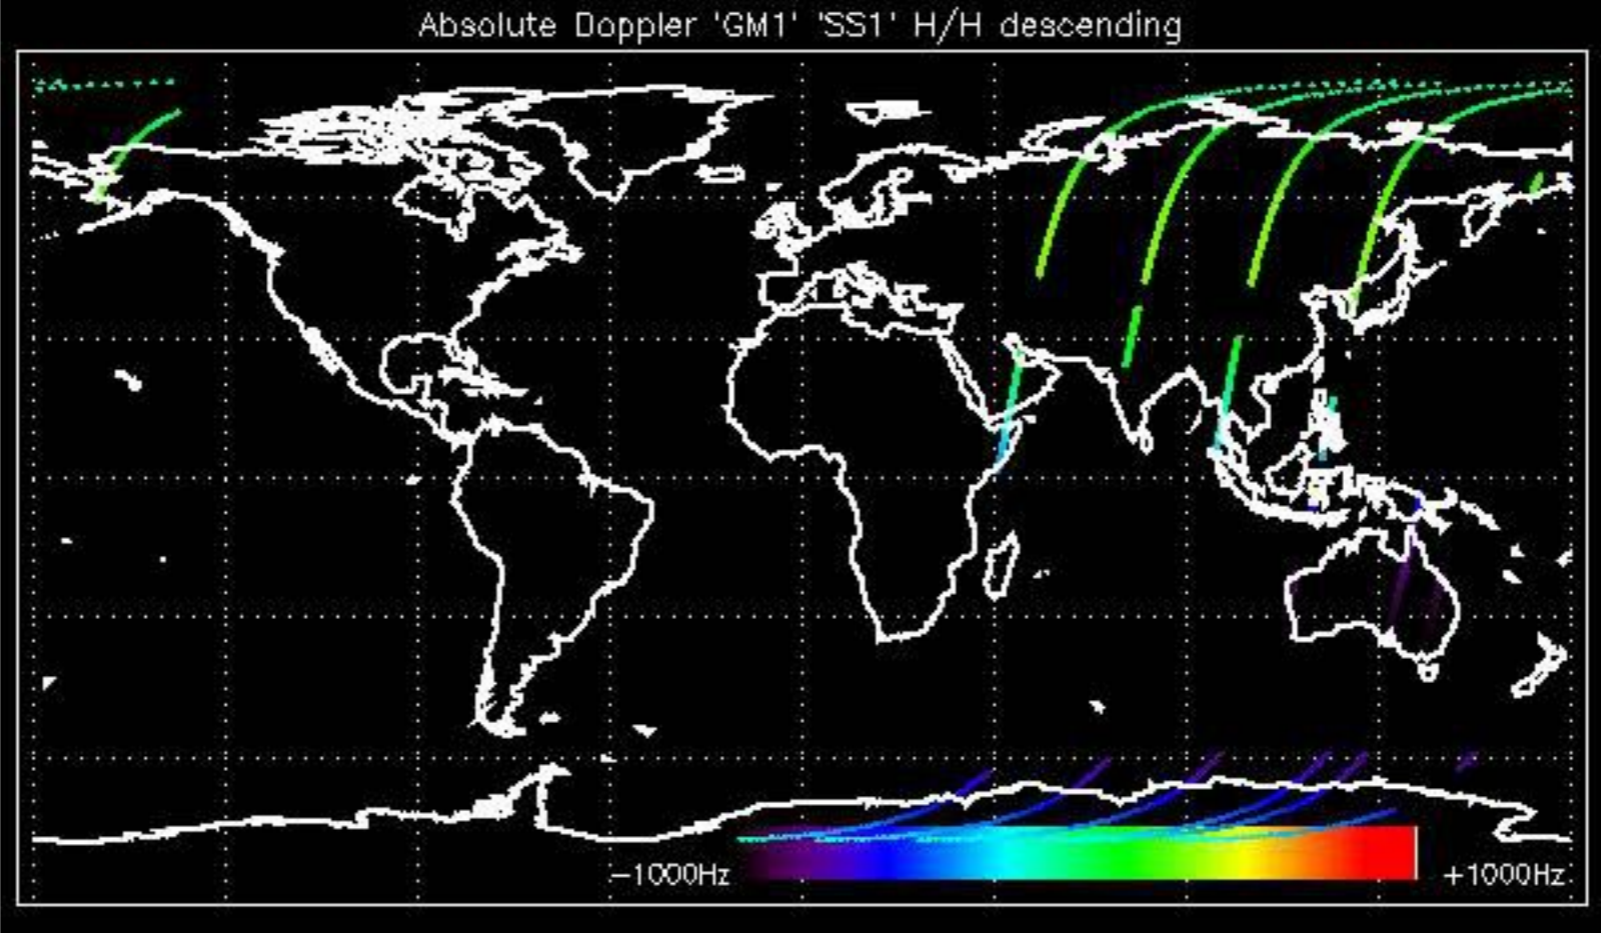 Absolute Doppler 'GM1' 'SS1' H/H descending
−1000Hz
+1000Hz